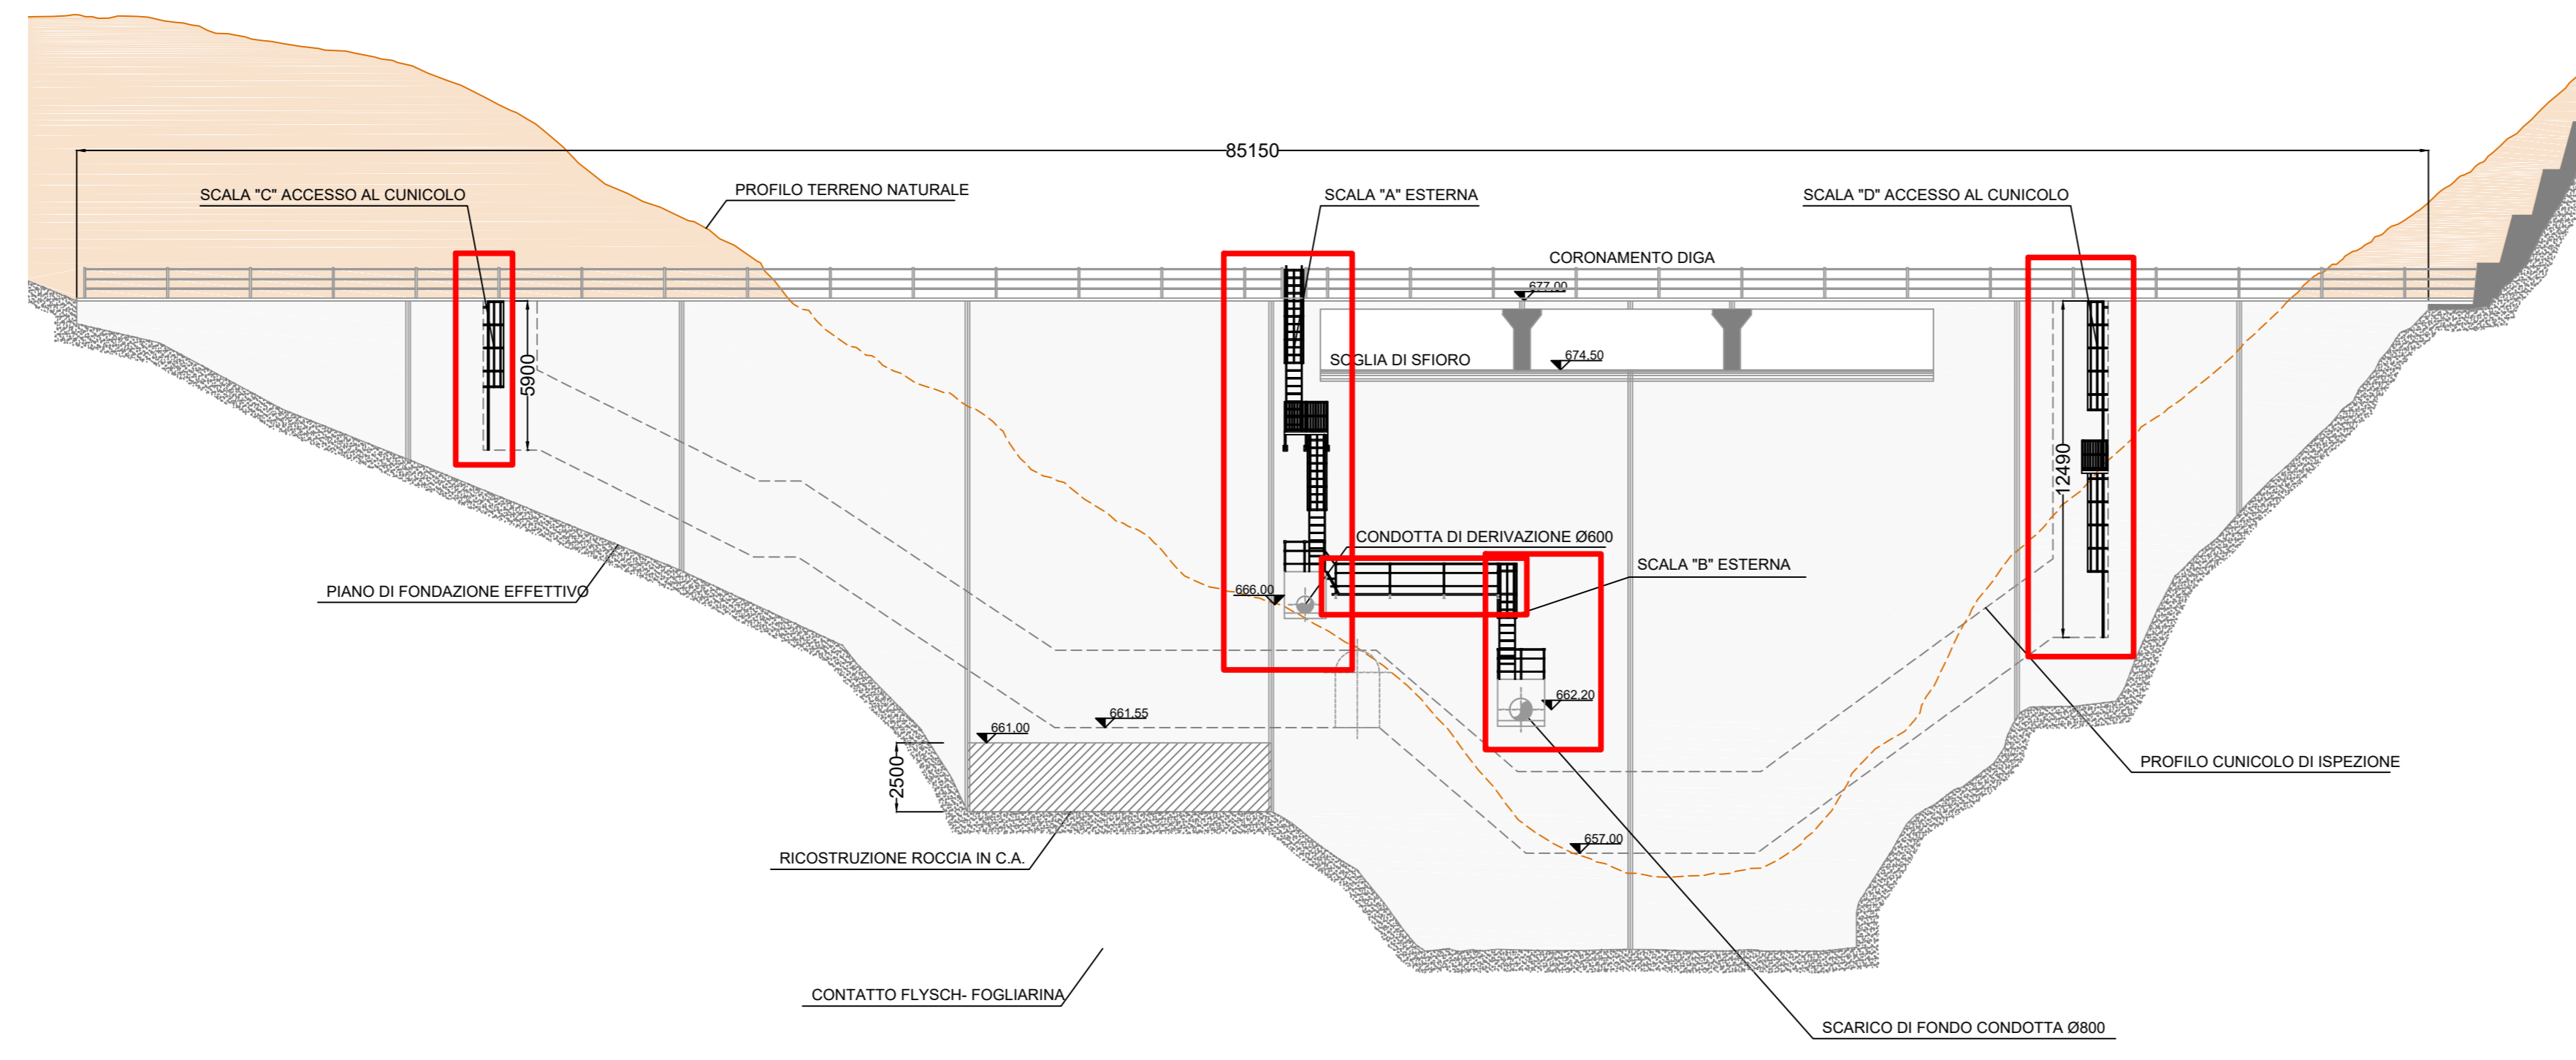 85150
SCALA "C" ACCESSO AL CUNICOLO
PROFILO TERRENO NATURALE
SCALA "A" ESTERNA
SCALA "D" ACCESSO AL CUNICOLO
CORONAMENTO DIGA
677.00
SOGLIA DI SFIORO
674.50
5900
12490
CONDOTTA DI DERIVAZIONE Ø600
SCALA "B" ESTERNA
PIANO DI FONDAZIONE EFFETTIVO
666.00
662.20
661.55
661.00
2500
PROFILO CUNICOLO DI ISPEZIONE
657.00
RICOSTRUZIONE ROCCIA IN C.A.
CONTATTO FLYSCH- FOGLIARINA
SCARICO DI FONDO CONDOTTA Ø800